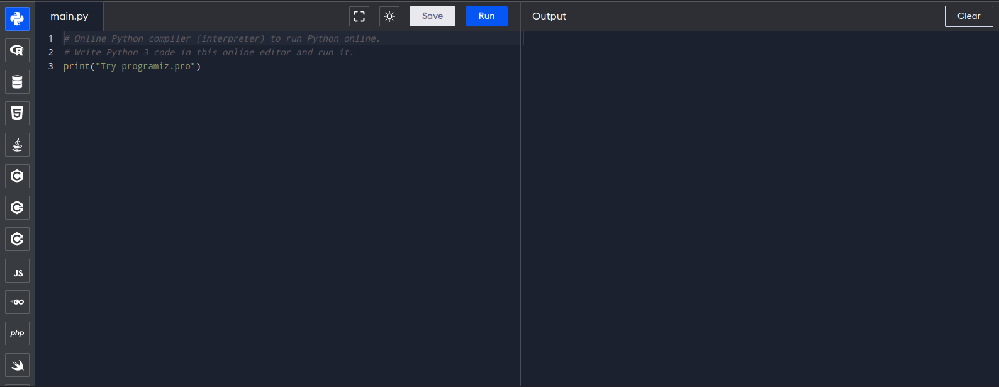 main.py
Save
Run
Output
Clear
1 # Online Python compiler (interpreter) to run Python online.
2 # Write Python 3 code in this online editor and run it.
3 print("Try programiz.pro")
R
5
C
C+
C#
JS
GO
php